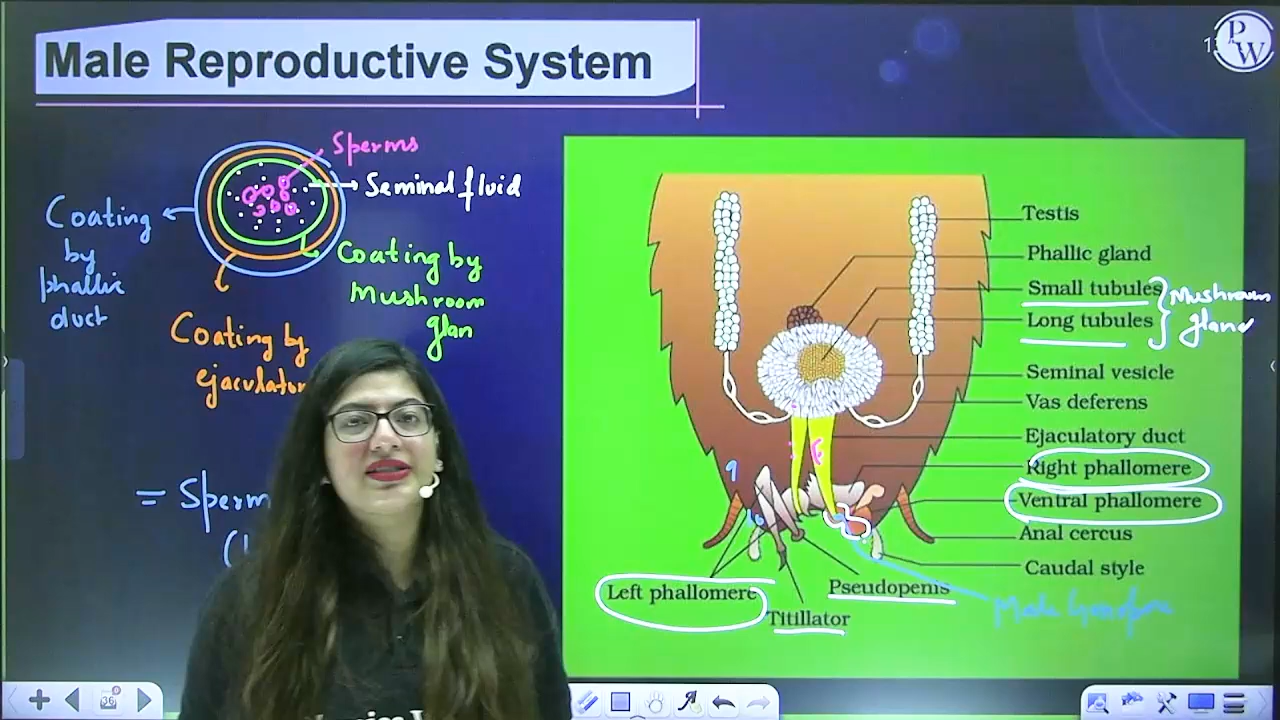 Male Reproductive System
PW
Sperms
Seminal fluid
Coating
by
phallic
duct
Coating by
Mushroom
glan
Coating by
ejaculator
= Sperm
Testis
Phallic gland
Small tubules
Long tubules
Mushroom
gland
Seminal vesicle
Vas deferens
Ejaculatory duct
Right phallomere
Ventral phallomere
Anal cercus
Caudal style
Left phallomere
Pseudopenis
Titillator
36